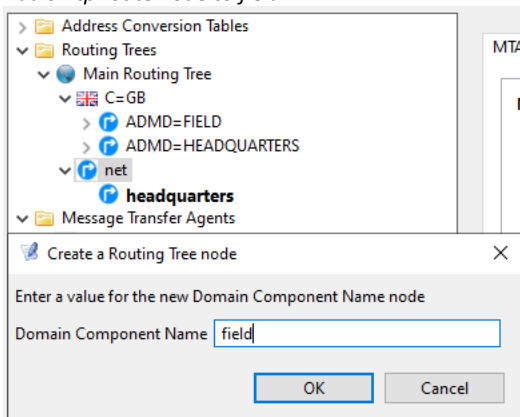 Address Conversion Tables
Routing Trees
MTA
Main Routing Tree
C=GB
ADMD=FIELD
ADMD=HEADQUARTERS
net
headquarters
Message Transfer Agents
Create a Routing Tree node
Enter a value for the new Domain Component Name node
Domain Component Name field
OK Cancel